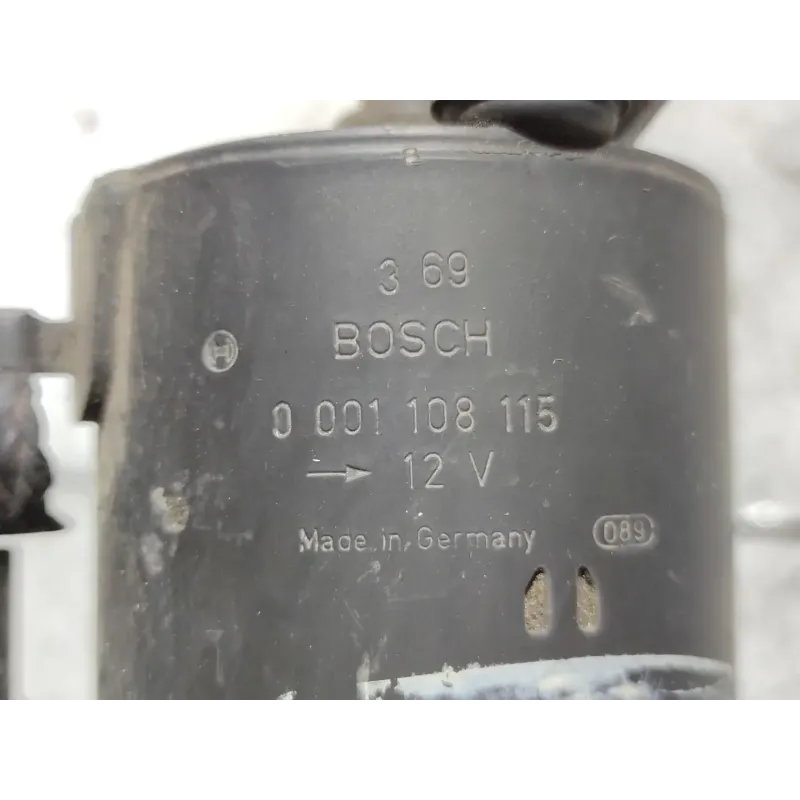 3 69
BOSCH
0 001 108 115
→ 12 V
Made in Germany
089